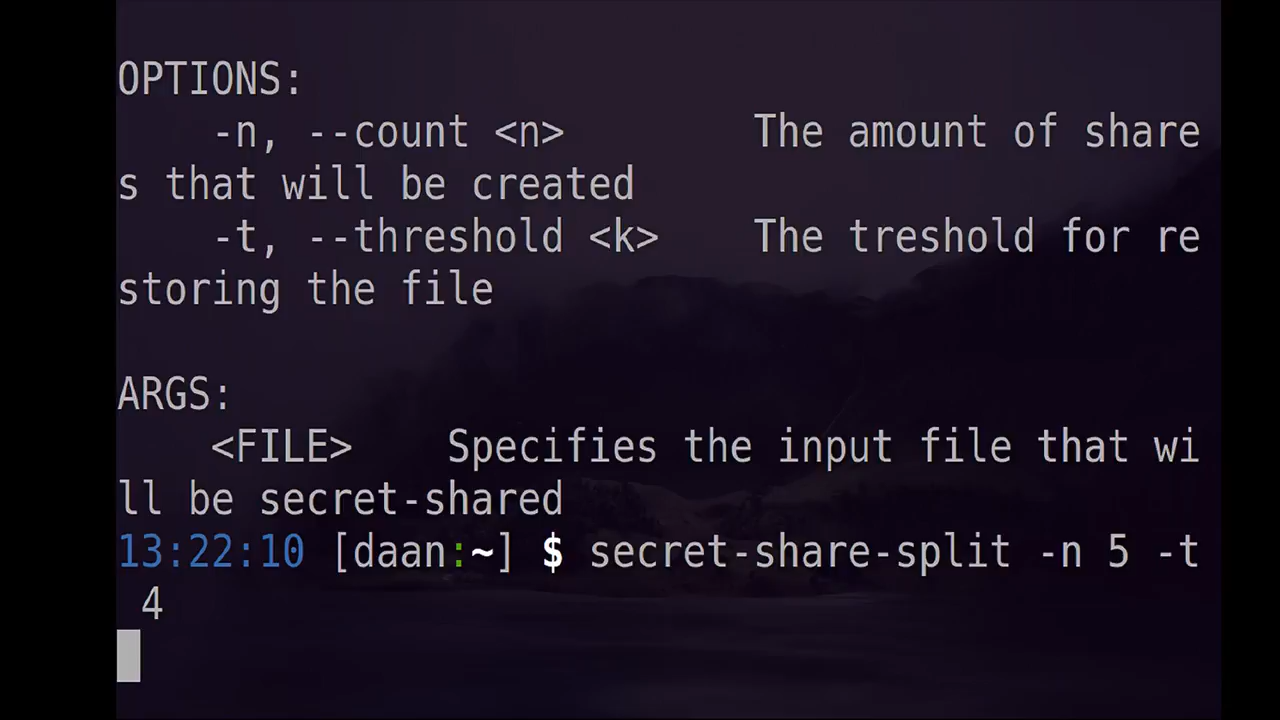 OPTIONS:
    -n, --count <n>        The amount of share
s that will be created
    -t, --threshold <k>    The treshold for re
storing the file

ARGS:
    <FILE>    Specifies the input file that wi
ll be secret-shared
13:22:10 [daan:~] $ secret-share-split -n 5 -t
 4